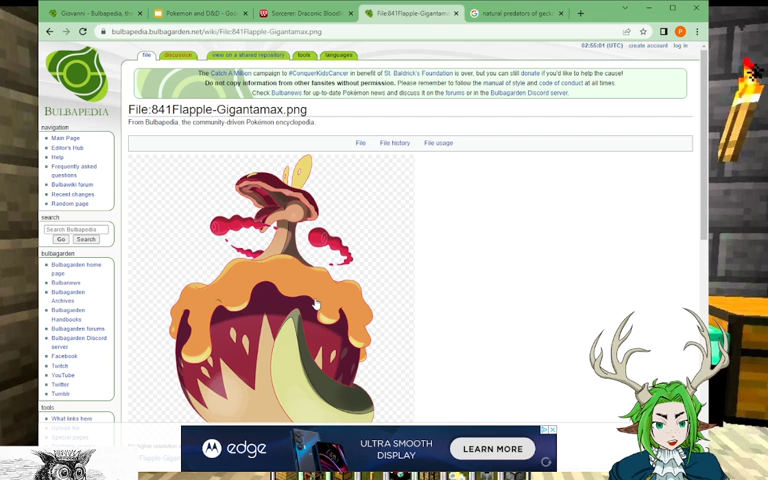 Giovanni - Bulbapedia, the
Pokemon and D&D - Goo
Sorcerer: Draconic Bloodlin
File:841Flapple-Gigantamax
natural predators of geck
bulbapedia.bulbagarden.net/wiki/File:841Flapple-Gigantamax.png
02:55:01 (UTC) create account log in
file discussion view on a shared repository tools languages
The Catch A Million campaign to #ConquerKidsCancer in benefit of St. Baldrick's Foundation is over, but you can still donate if you'd like to help the cause!
Do not copy information from other fansites without permission. Please remember to follow the manual of style and code of conduct at all times.
Check Bulbanews for up-to-date Pokémon news and discuss it on the forums or in the Bulbagarden Discord server.
BULBAPEDIA
File:841Flapple-Gigantamax.png
From Bulbapedia, the community-driven Pokémon encyclopedia.
File File history File usage
navigation
Main Page
Editor's Hub
Help
Frequently asked
questions
Bulbawiki forum
Recent changes
Random page
search
Search Bulbapedia
Go Search
bulbagarden
Bulbagarden home
page
Bulbanews
Bulbagarden
Archives
Bulbagarden
Handbooks
Bulbagarden forums
Bulbagarden Discord
server
Facebook
Twitch
YouTube
Twitter
Tumblr
tools
What links here
Upload file
Special pages
edge
ULTRA SMOOTH
DISPLAY
LEARN MORE